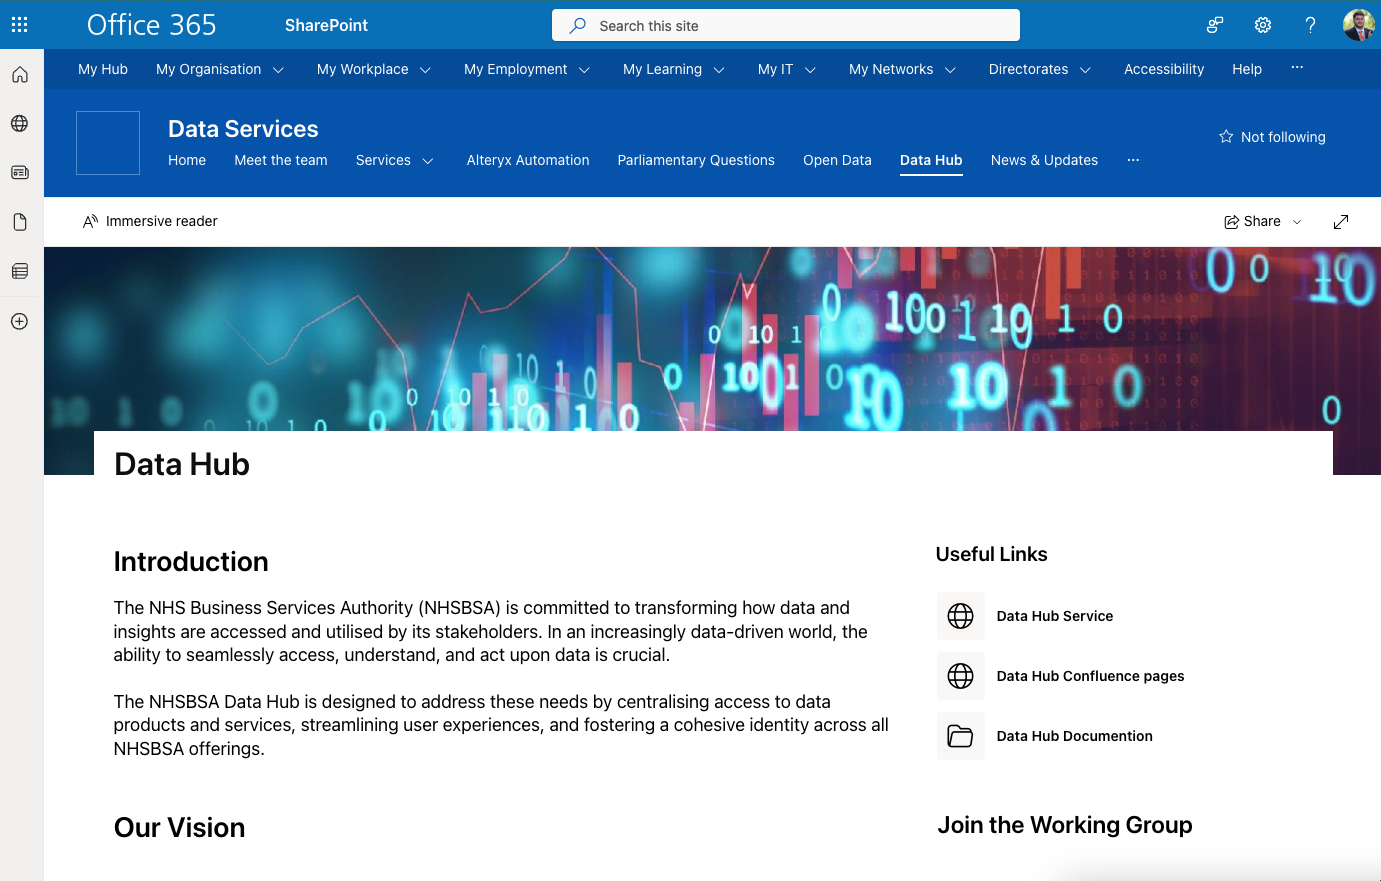 Office 365
SharePoint
Search this site
My Hub
My Organisation
My Workplace
My Employment
My Learning
My IT
My Networks
Directorates
Accessibility
Help
Data Services
Home
Meet the team
Services
Alteryx Automation
Parliamentary Questions
Open Data
Data Hub
News & Updates
Not following
Immersive reader
Share
Data Hub
Introduction
The NHS Business Services Authority (NHSBSA) is committed to transforming how data and
insights are accessed and utilised by its stakeholders. In an increasingly data-driven world, the
ability to seamlessly access, understand, and act upon data is crucial.
The NHSBSA Data Hub is designed to address these needs by centralising access to data
products and services, streamlining user experiences, and fostering a cohesive identity across all
NHSBSA offerings.
Our Vision
Useful Links
Data Hub Service
Data Hub Confluence pages
Data Hub Documention
Join the Working Group